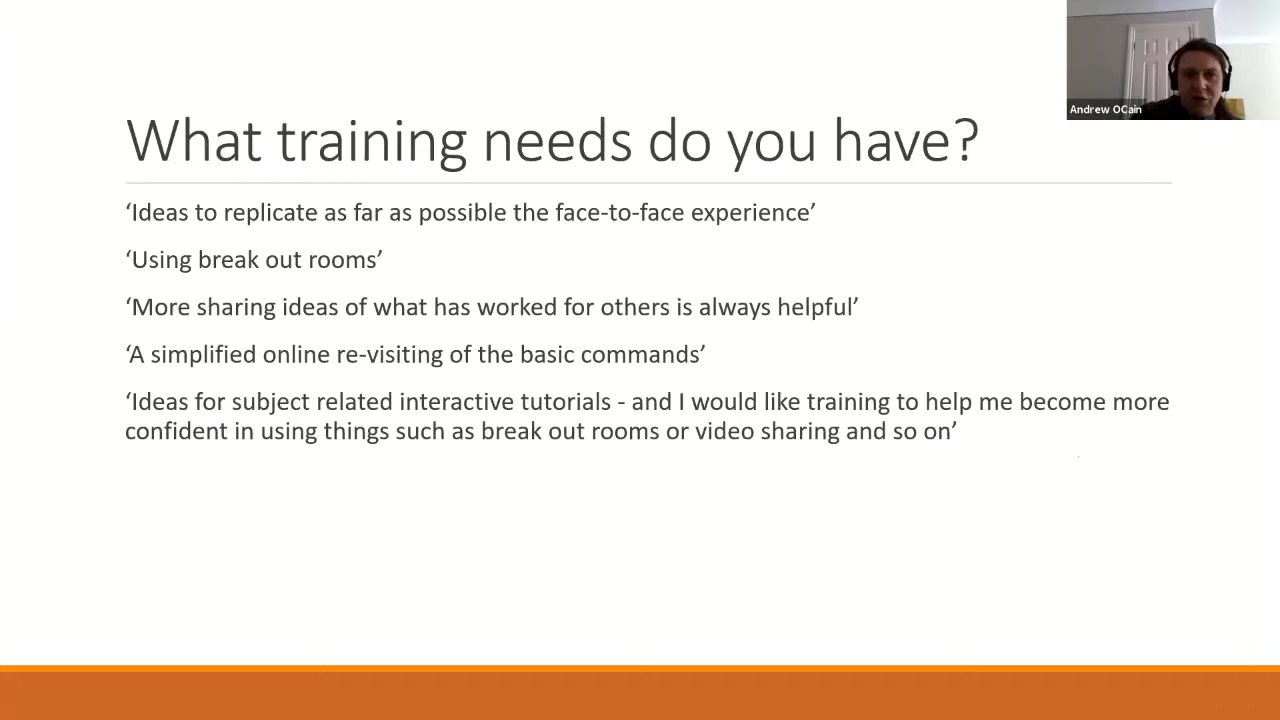 Andrew OCain
What training needs do you have?
‘Ideas to replicate as far as possible the face-to-face experience’
‘Using break out rooms’
‘More sharing ideas of what has worked for others is always helpful’
‘A simplified online re-visiting of the basic commands’
‘Ideas for subject related interactive tutorials - and I would like training to help me become more
confident in using things such as break out rooms or video sharing and so on’